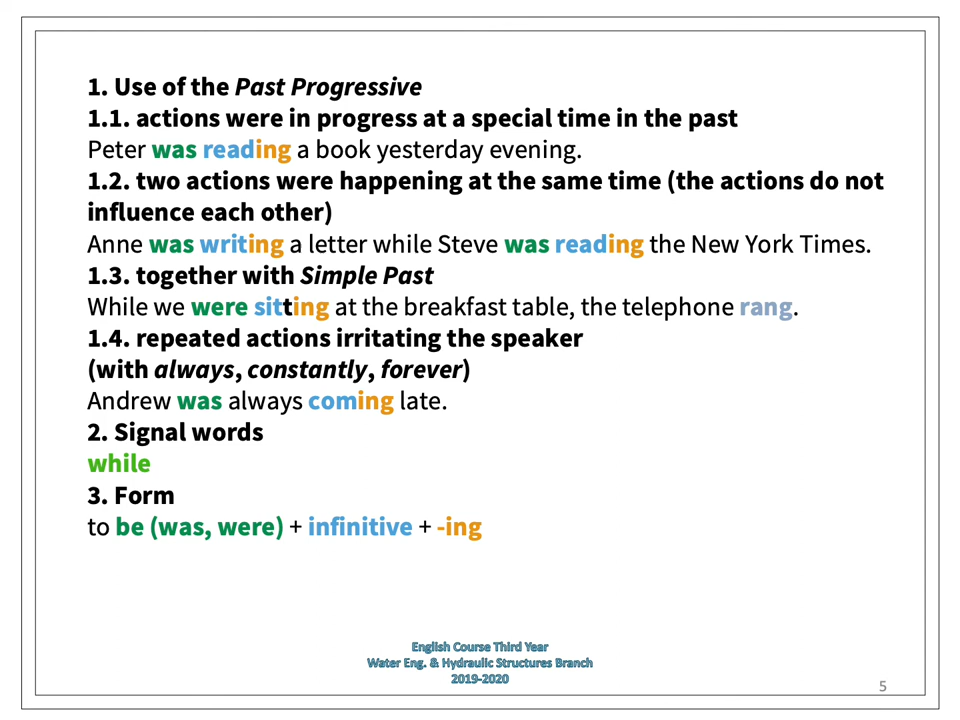 1. Use of the Past Progressive
1.1. actions were in progress at a special time in the past
Peter was reading a book yesterday evening.
1.2. two actions were happening at the same time (the actions do not
influence each other)
Anne was writing a letter while Steve was reading the New York Times.
1.3. together with Simple Past
While we were sitting at the breakfast table, the telephone rang.
1.4. repeated actions irritating the speaker
(with always, constantly, forever)
Andrew was always coming late.
2. Signal words
while
3. Form
to be (was, were) + infinitive + -ing
English Course Third Year
Water Eng. & Hydraulic Structures Branch
2019-2020
5